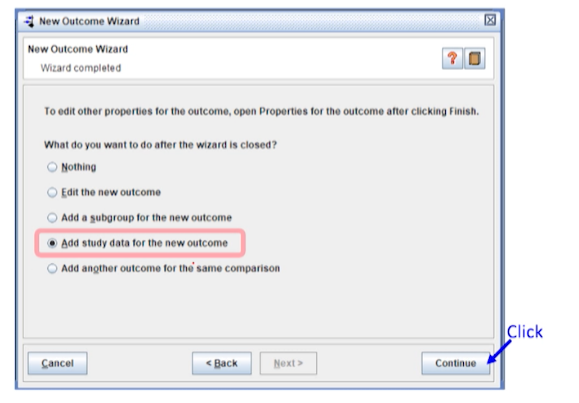 New Outcome Wizard
New Outcome Wizard
Wizard completed
?
To edit other properties for the outcome, open Properties for the outcome after clicking Finish.
What do you want to do after the wizard is closed?
Nothing
Edit the new outcome
Add a subgroup for the new outcome
Add study data for the new outcome
Add another outcome for the same comparison
Click
Cancel
< Back
Next >
Continue